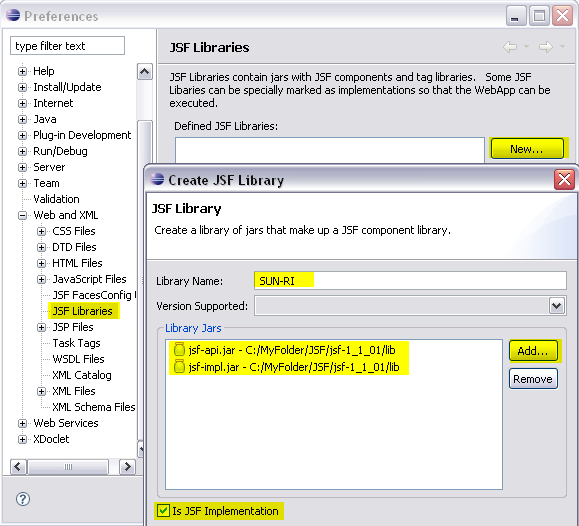 Preferences
type filter text
Help
Install/Update
Internet
Java
Plug-in Development
Run/Debug
Server
Team
Validation
Web and XML
CSS Files
DTD Files
HTML Files
JavaScript Files
JSF FacesConfig
JSF Libraries
JSP Files
Task Tags
WSDL Files
XML Catalog
XML Files
XML Schema Files
Web Services
XDoclet
JSF Libraries
JSF Libraries contain jars with JSF components and tag libraries. Some JSF
Libaries can be specially marked as implementations so that the WebApp can be
executed.
Defined JSF Libraries:
New...
Create JSF Library
JSF Library
Create a library of jars that make up a JSF component library.
Library Name:
SUN-RI
Version Supported:
Library Jars
jsf-api.jar - C:/MyFolder/JSF/jsf-1_1_01/lib
jsf-impl.jar - C:/MyFolder/JSF/jsf-1_1_01/lib
Add...
Remove
Is JSF Implementation